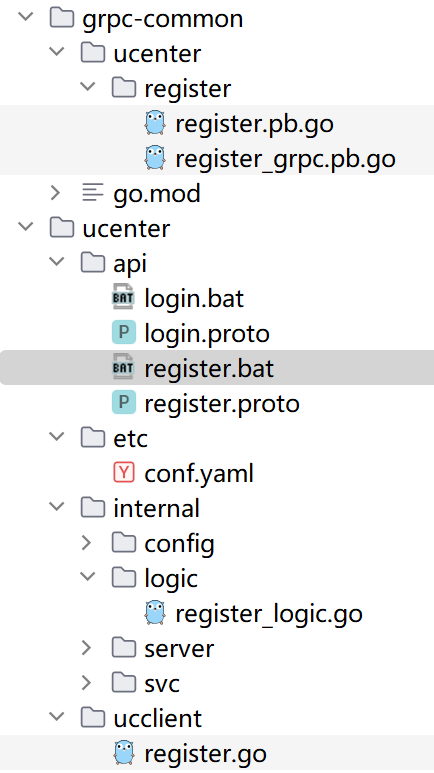 grpc-common
ucenter
register
register.pb.go
register_grpc.pb.go
go.mod
ucenter
api
BAT login.bat
P login.proto
BAT register.bat
P register.proto
etc
Y conf.yaml
internal
config
logic
register_logic.go
server
svc
ucclient
register.go